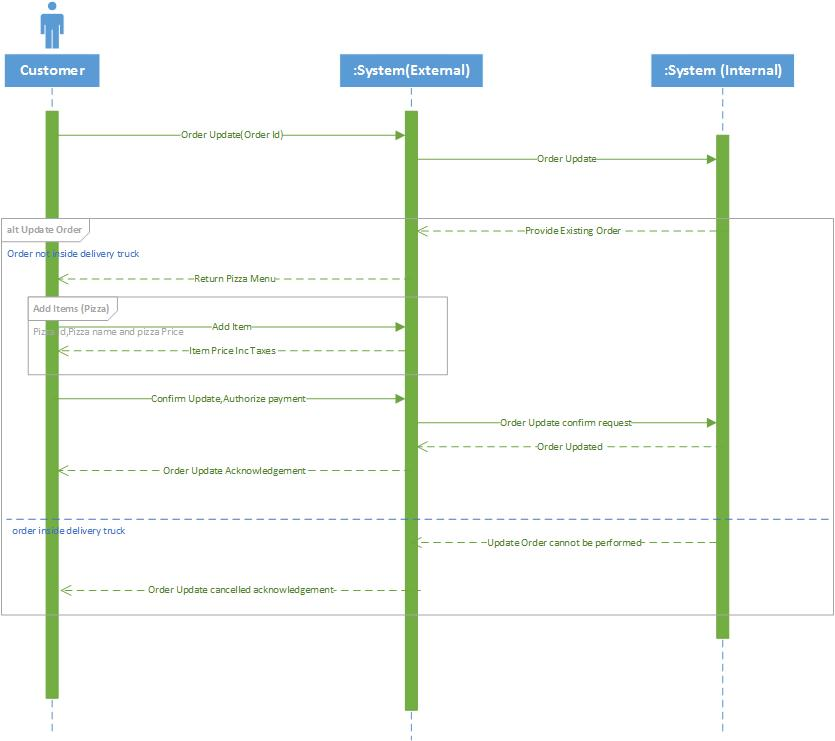 Customer
:System(External)
:System (Internal)
Order Update(Order Id)
Order Update
alt Update Order
Provide Existing Order
Order not inside delivery truck
Return Pizza Menu
Add Items (Pizza)
Add Item
Pizza Id,Pizza name and pizza Price
Item Price Inc Taxes
Confirm Update,Authorize payment
Order Update confirm request
Order Updated
Order Update Acknowledgement
order inside delivery truck
Update Order cannot be performed
Order Update cancelled acknowledgement